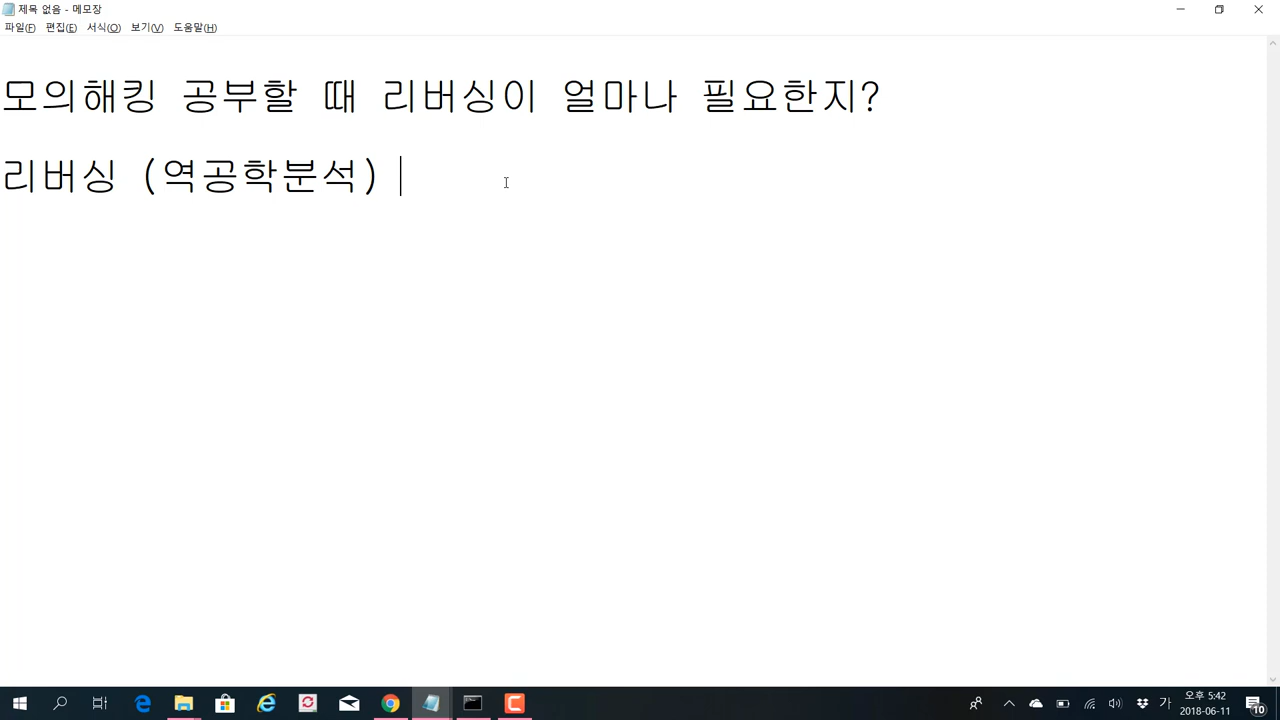 제목 없음 - 메모장
파일(F) 편집(E) 서식(O) 보기(V) 도움말(H)
모의해킹 공부할 때 리버싱이 얼마나 필요한지?
리버싱 (역공학분석)
가
오후 5:42
2018-06-11
10